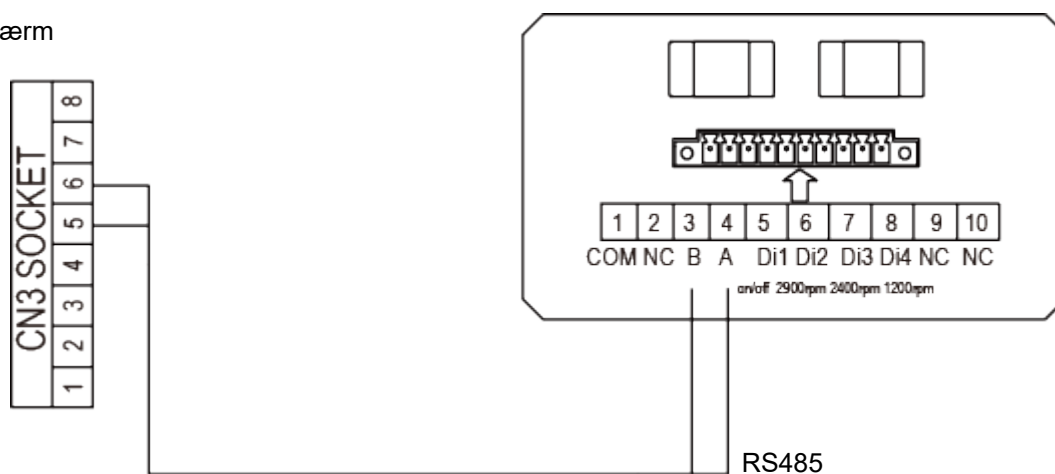 ærm
CN3 SOCKET
8
7
6
5
4
3
2
1
1 2 3 4 5 6 7 8 9 10
COM NC B A Di1 Di2 Di3 Di4 NC NC
on/off 2900rpm 2400rpm 1200rpm
RS485